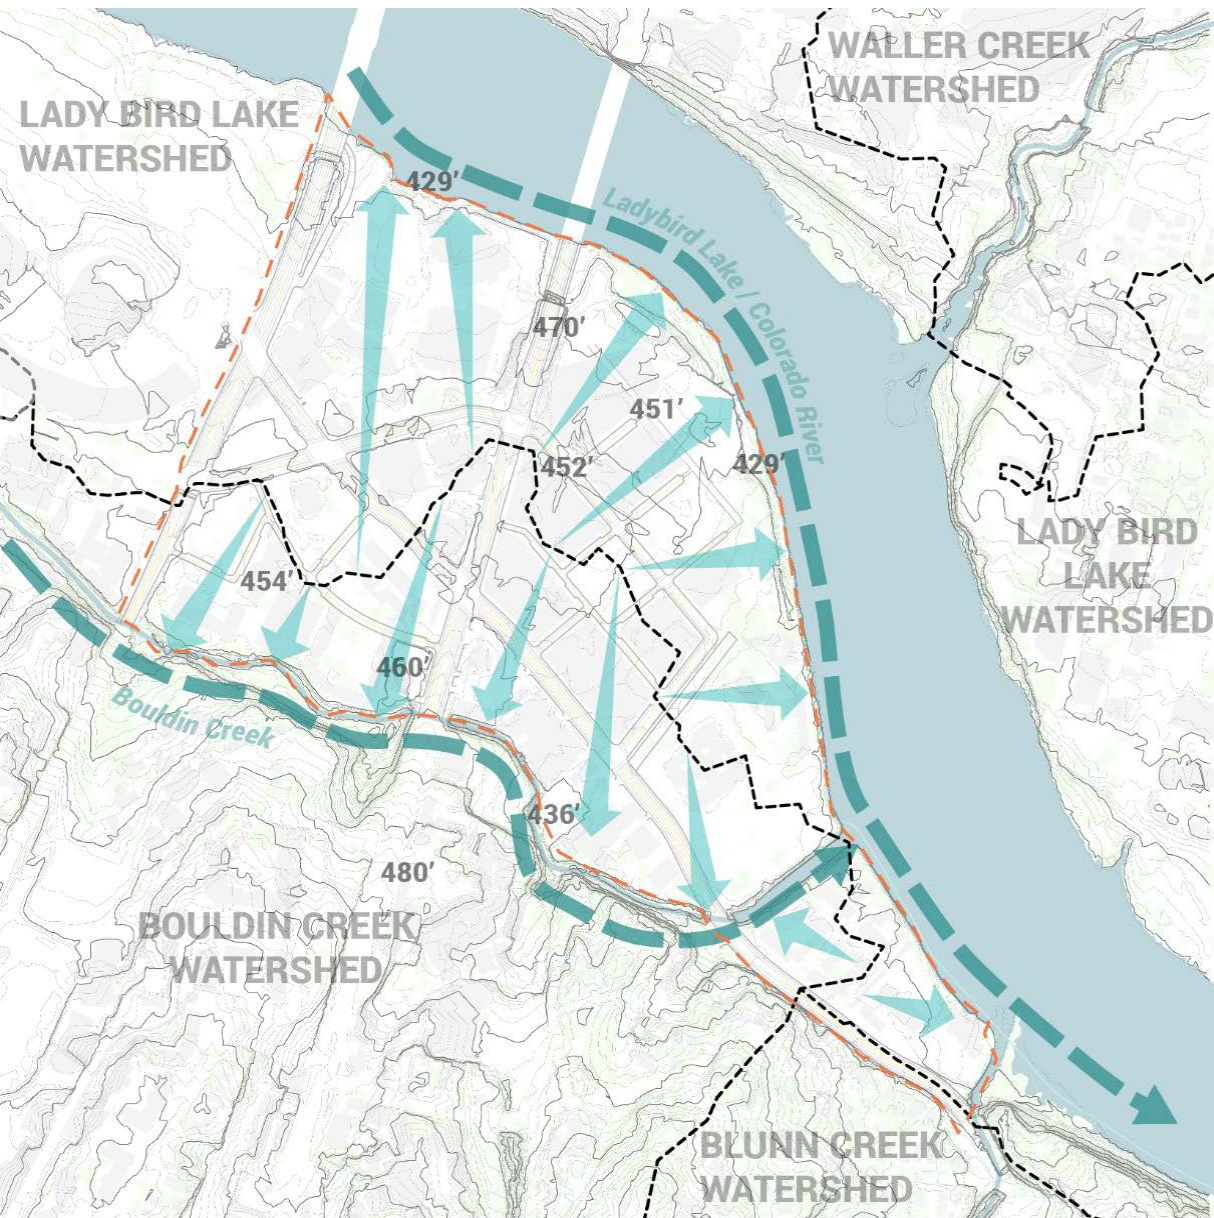 WALLER CREEK
WATERSHED
LADY BIRD LAKE
WATERSHED
429’
Ladybird Lake / Colorado River
470’
451’
452’
429’
LADY BIRD
LAKE
WATERSHED
454’
460’
Bouldin Creek
436’
480’
BOULDIN CREEK
WATERSHED
BLUNN CREEK
WATERSHED